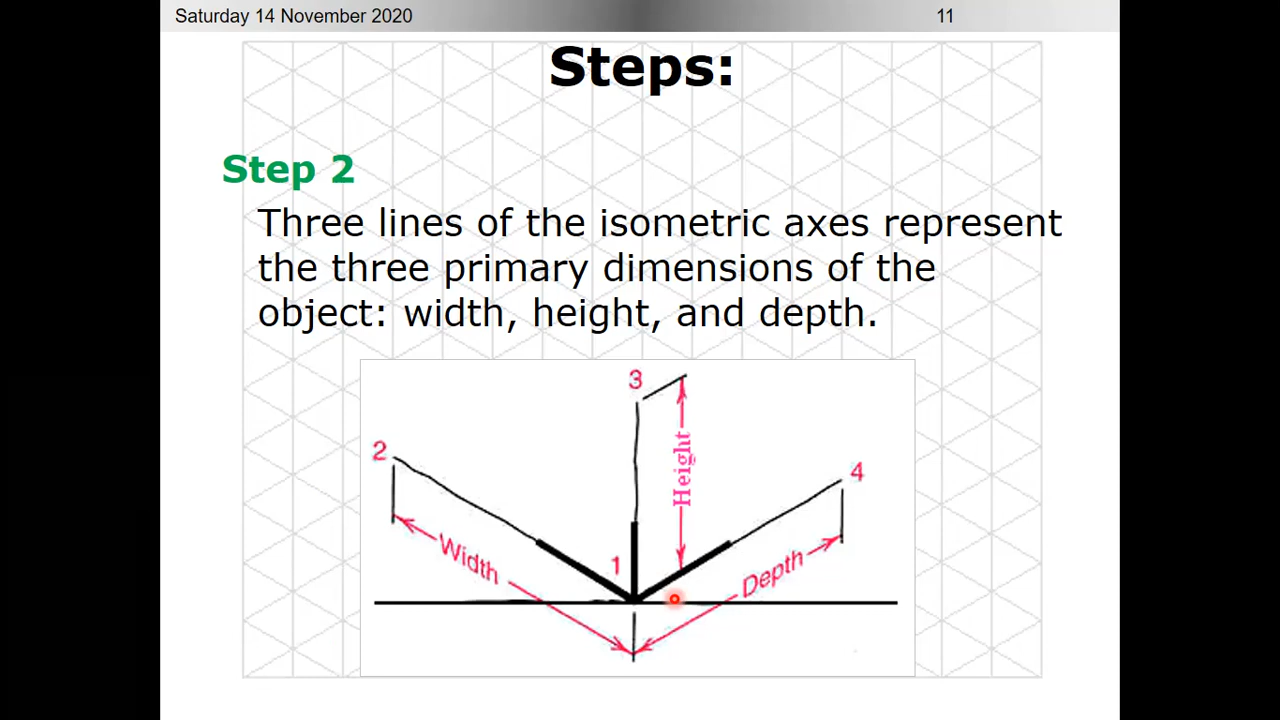 Saturday 14 November 2020 11
Steps:
Step 2
Three lines of the isometric axes represent
the three primary dimensions of the
object: width, height, and depth.
3
2
Height
4
1
Width
Depth